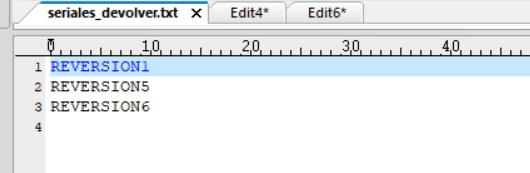 seriales_devolver.txt X Edit4* Edit6*
0 10 20 30 40
1 REVERSION1
2 REVERSION5
3 REVERSION6
4